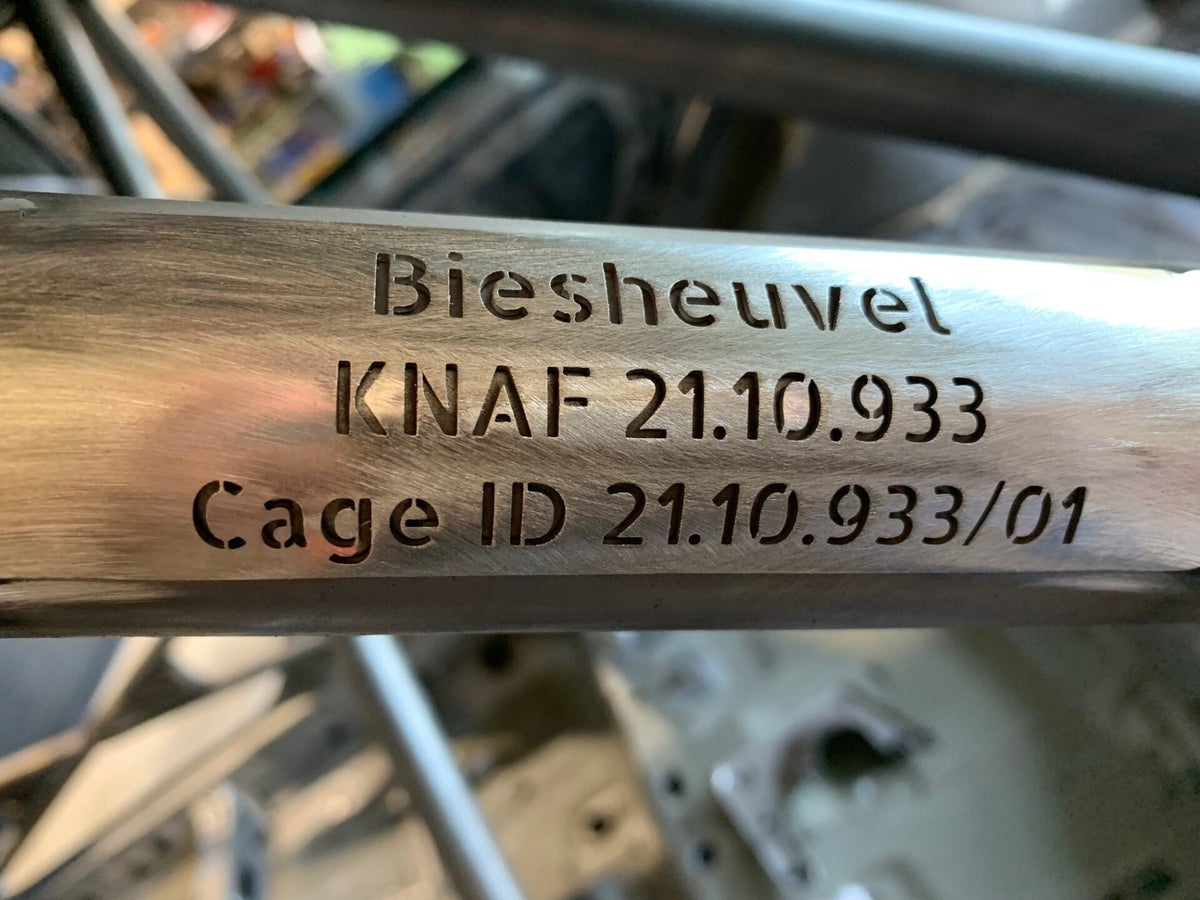 Biesheuvel
KNAF 21.10.933
Cage ID 21.10.933/01